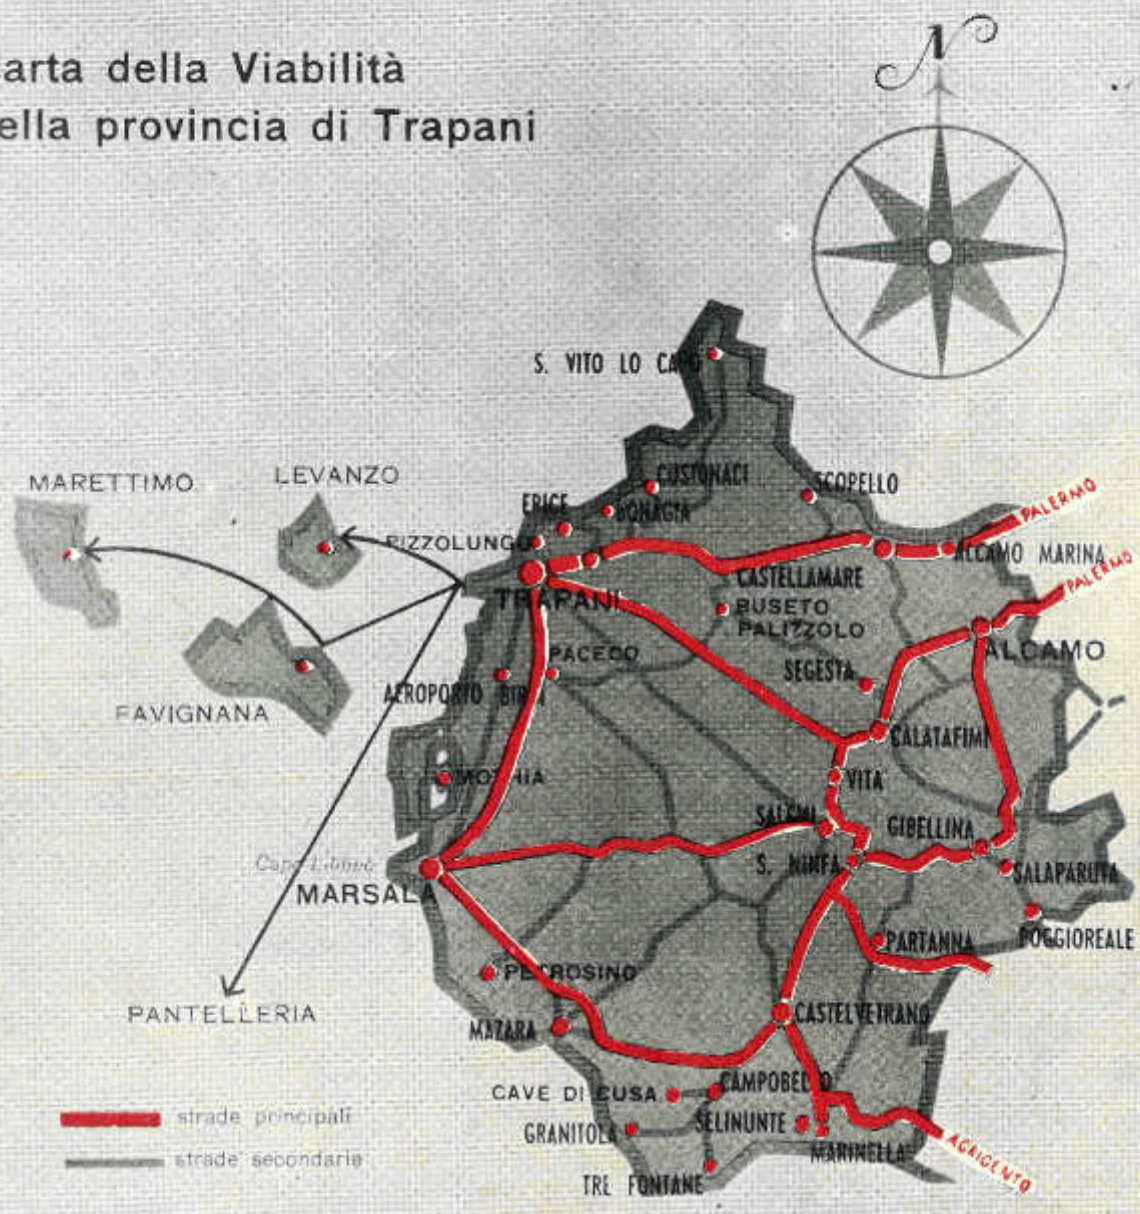 arta della Viabilità
ella provincia di Trapani
N
S. VITO LO CAPO
MARETTIMO
LEVANZO
CUSTONACI
SCOPELLO
ERICE
BONAGIA
PALERMO
PIZZOLUNGO
ALCAMO MARINA
CASTELLAMARE
PALERMO
TRAPANI
BUSETO
PALIZZOLO
ALCAMO
PACECO
SEGESTA
AEROPORTO
FAVIGNANA
CALATAFIMI
MOTHIA
VITA
SALEMI
GIBELLINA
Capo
S. NINFA
SALAPARUTA
MARSALA
PARTANNA
POGGIOREALE
PETROSINO
PANTELLERIA
CASTELVETRANO
MAZARA
CAVE DI CUSA
CAMPOBELLO
strade principali
GRANITOLA
SELINUNTE
MARINELLA
strade secondarie
AGRIGENTO
TRE FONTANE